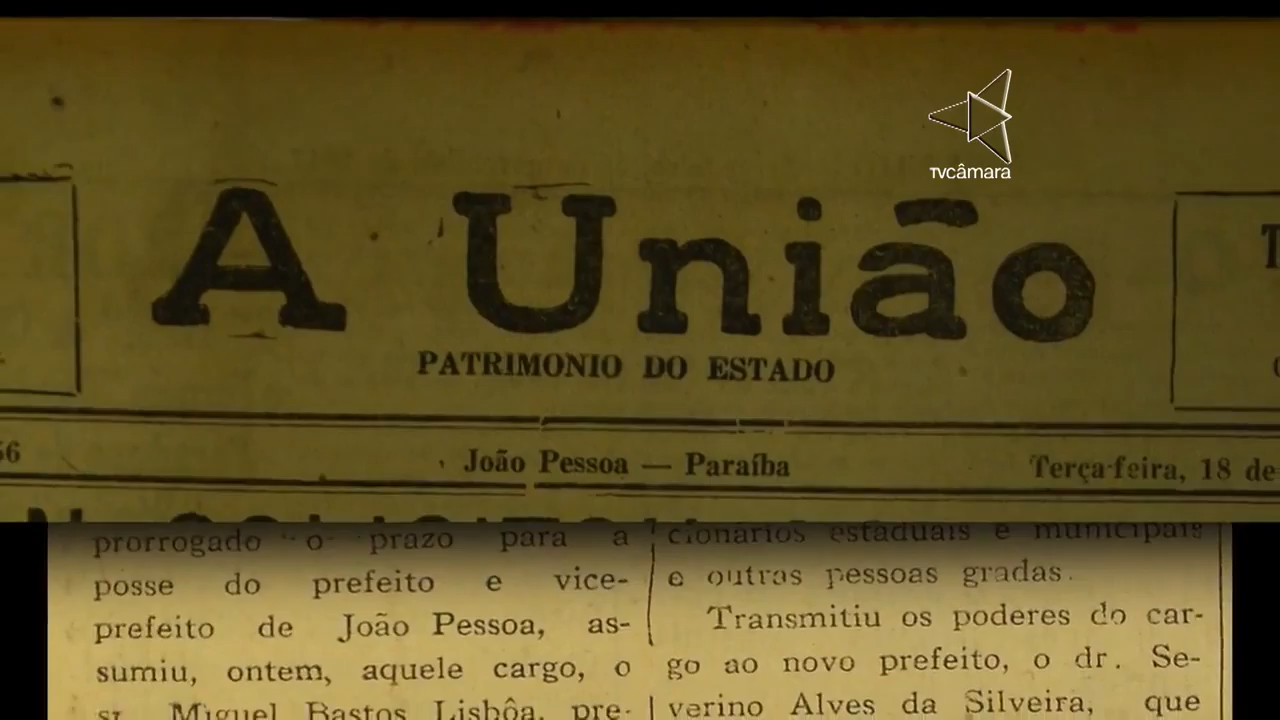 TVcâmara
A União
PATRIMONIO DO ESTADO
João Pessoa — Paraíba
Terça-feira, 18 de
prorrogado o prazo para a
posse do prefeito e vice-
prefeito de João Pessoa, as-
sumiu, ontem, aquele cargo, o
sr. Miguel Bastos Lisbôa, pre-
cionários estaduais e municipais
e outras pessoas gradas.
Transmitiu os poderes do car-
go ao novo prefeito, o dr. Se-
verino Alves da Silveira, que